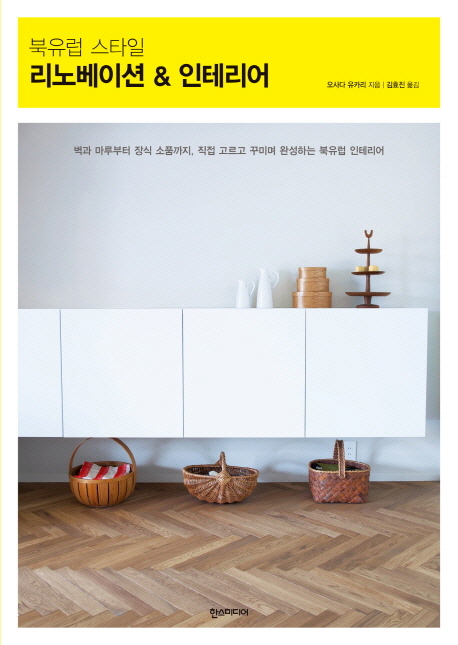 북유럽 스타일
리노베이션 & 인테리어
오사다 유카리 지음 | 김효진 옮김
벽과 마루부터 장식 소품까지, 직접 고르고 꾸미며 완성하는 북유럽 인테리어
한스미디어